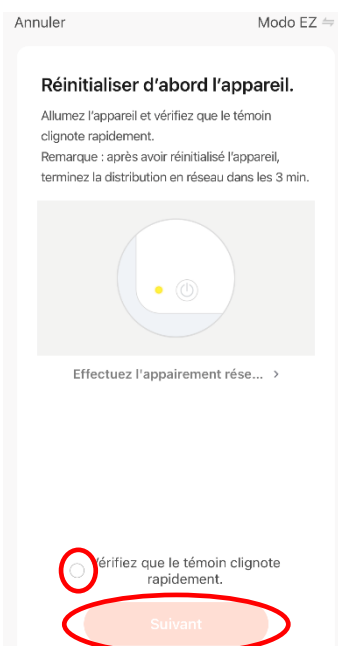 Annuler Modo EZ
Réinitialiser d’abord l’appareil.
Allumez l’appareil et vérifiez que le témoin
clignote rapidement.
Remarque : après avoir réinitialisé l’appareil,
terminez la distribution en réseau dans les 3 min.
Effectuez l'appairement rése... >
Vérifiez que le témoin clignote
rapidement.
Suivant